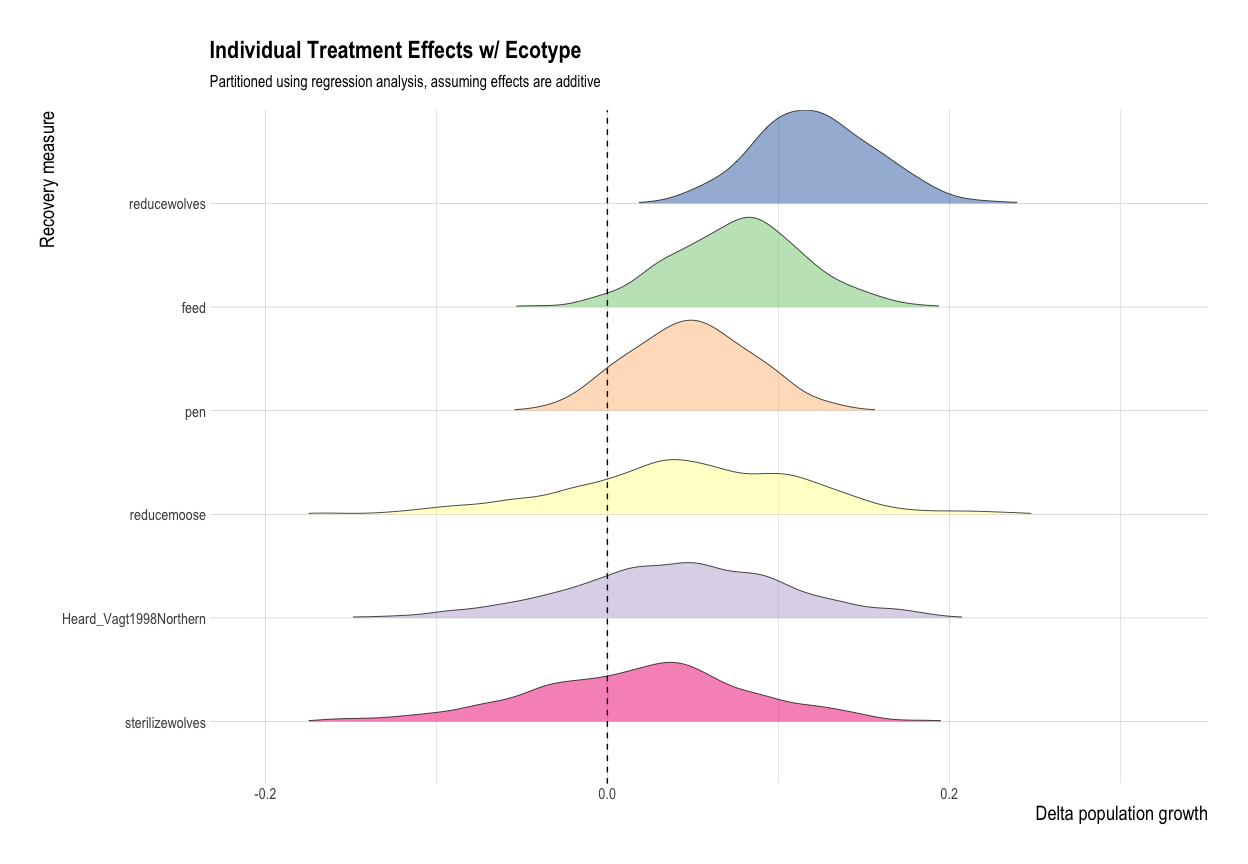 Individual Treatment Effects w/ Ecotype
Partitioned using regression analysis, assuming effects are additive
Recovery measure
reducewolves
feed
pen
reducemoose
Heard_Vagt1998Northern
sterilizewolves
-0.2
0.0
0.2
Delta population growth